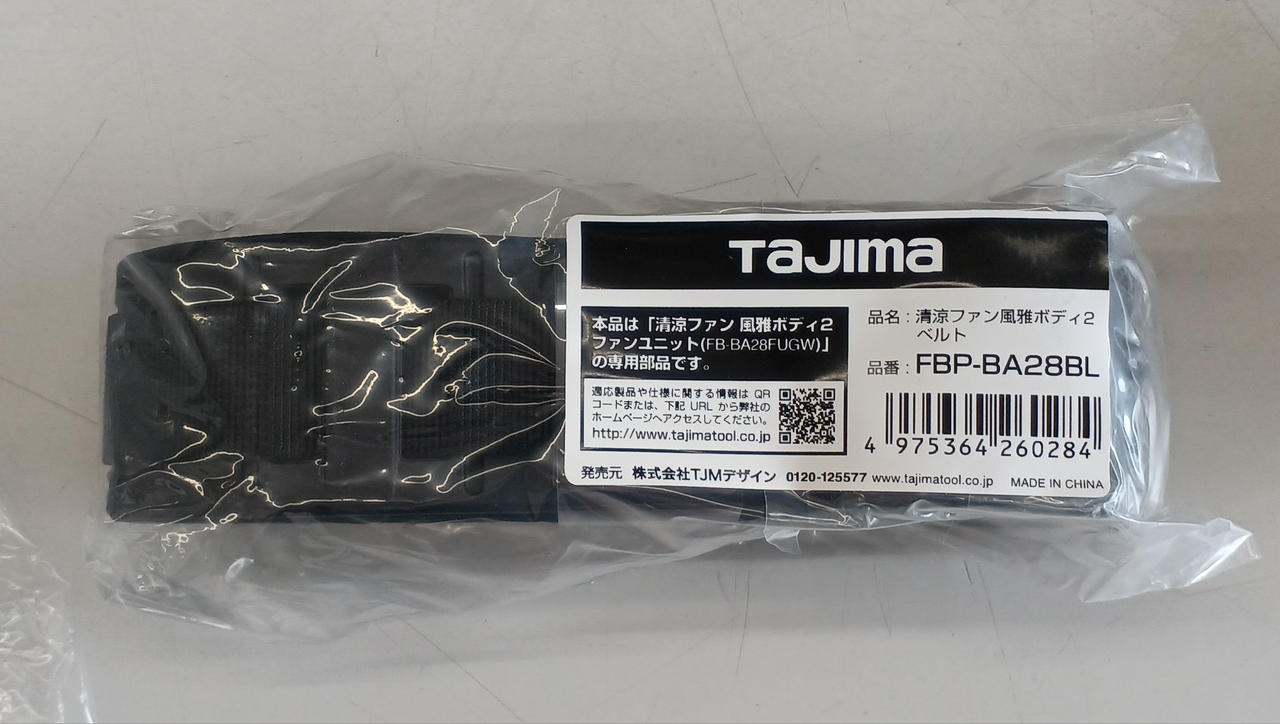 TAJIMA
本品は「清涼ファン 風雅ボディ2
ファンユニット(FB-BA28FUGW)」
の専用部品です。
適応製品や仕様に関する情報は QR
コードまたは、下記 URL から弊社の
ホームページへアクセスしてください。
http://www.tajimatool.co.jp
品名：清涼ファン風雅ボディ2
ベルト
品番：FBP-BA28BL
4 975364 260284
発売元 株式会社TJMデザイン 0120-125577 www.tajimatool.co.jp MADE IN CHINA